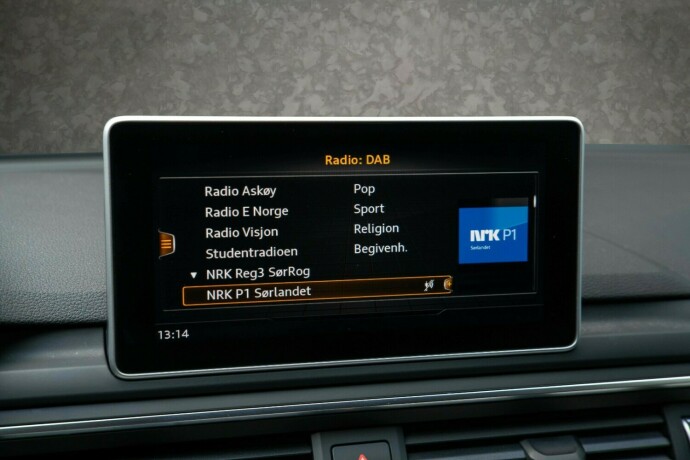 Radio: DAB
Radio Askøy Pop
Radio E Norge Sport
Radio Visjon Religion
Studentradioen Begivenh.
▼ NRK Reg3 SørRog
NRK P1 Sørlandet
NRK P1
Sørlandet
13:14